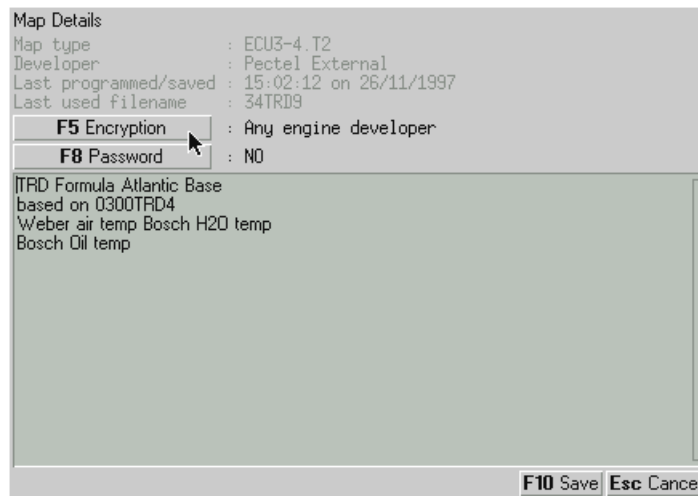 Map Details
Map type : ECU3-4.T2
Developer : Pectel External
Last programmed/saved : 15:02:12 on 26/11/1997
Last used filename : 34TRD9
F5 Encryption : Any engine developer
F8 Password : NO
TRD Formula Atlantic Base
based on 0300TRD4
Weber air temp Bosch H2O temp
Bosch Oil temp
F10 Save Esc Cance